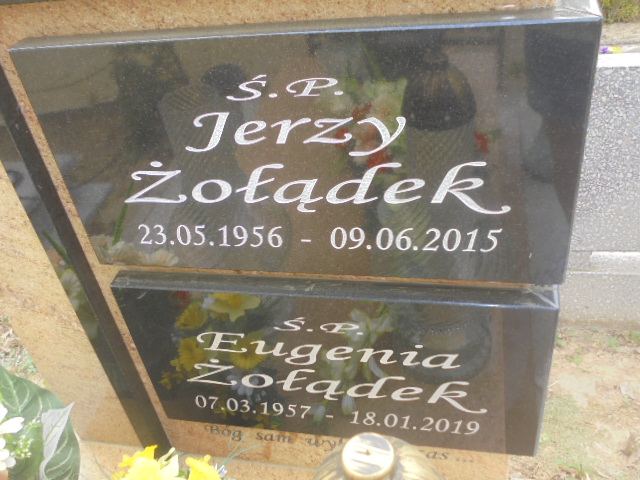 Ś.P.
Jerzy
Żołądek
23.05.1956 - 09.06.2015
Ś.P.
Eugenia
Żołądek
07.03.1957 - 18.01.2019
Bóg sam